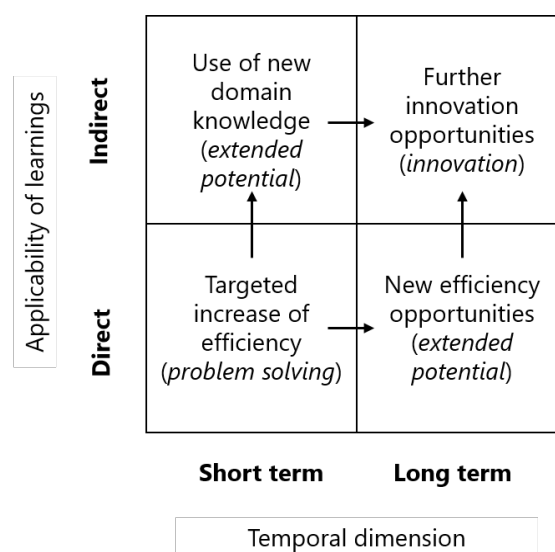 Applicability of learnings
Indirect
Direct
Use of new
domain
knowledge
(extended
potential)
Further
innovation
opportunities
(innovation)
Targeted
increase of
efficiency
(problem solving)
New efficiency
opportunities
(extended
potential)
Short term
Long term
Temporal dimension